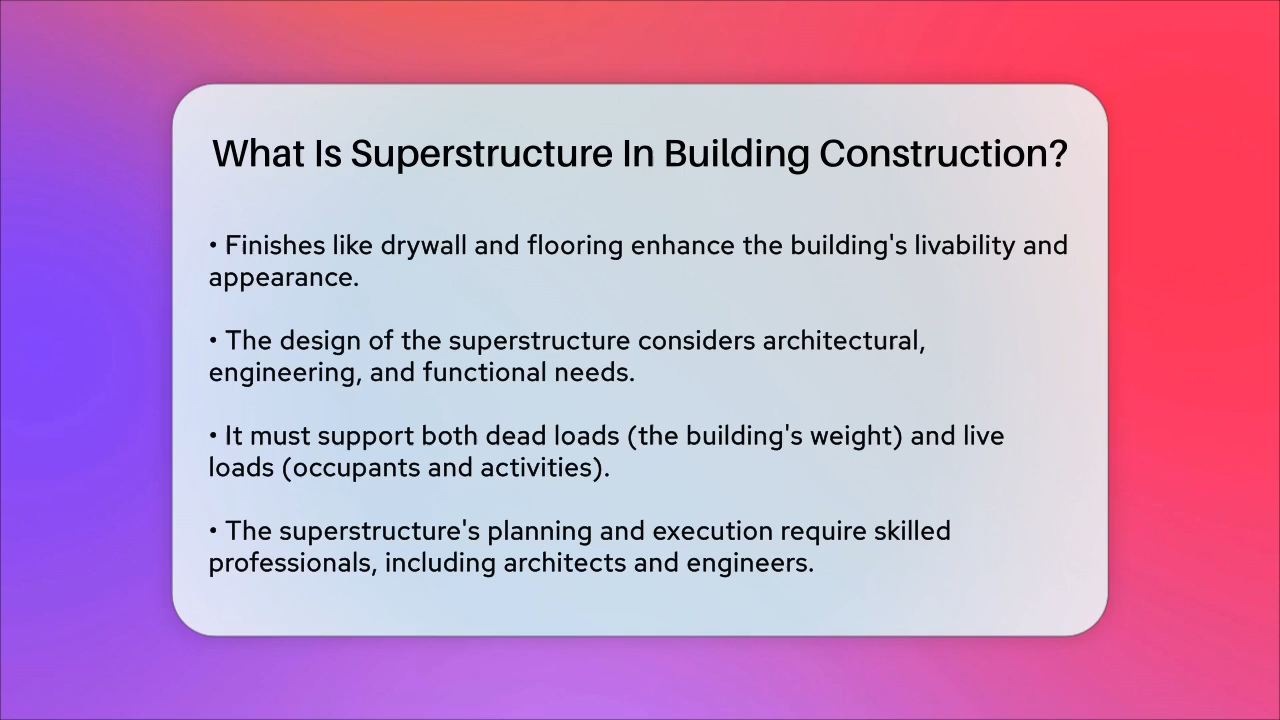 What Is Superstructure In Building Construction?
• Finishes like drywall and flooring enhance the building's livability and
appearance.
• The design of the superstructure considers architectural,
engineering, and functional needs.
• It must support both dead loads (the building's weight) and live
loads (occupants and activities).
• The superstructure's planning and execution require skilled
professionals, including architects and engineers.